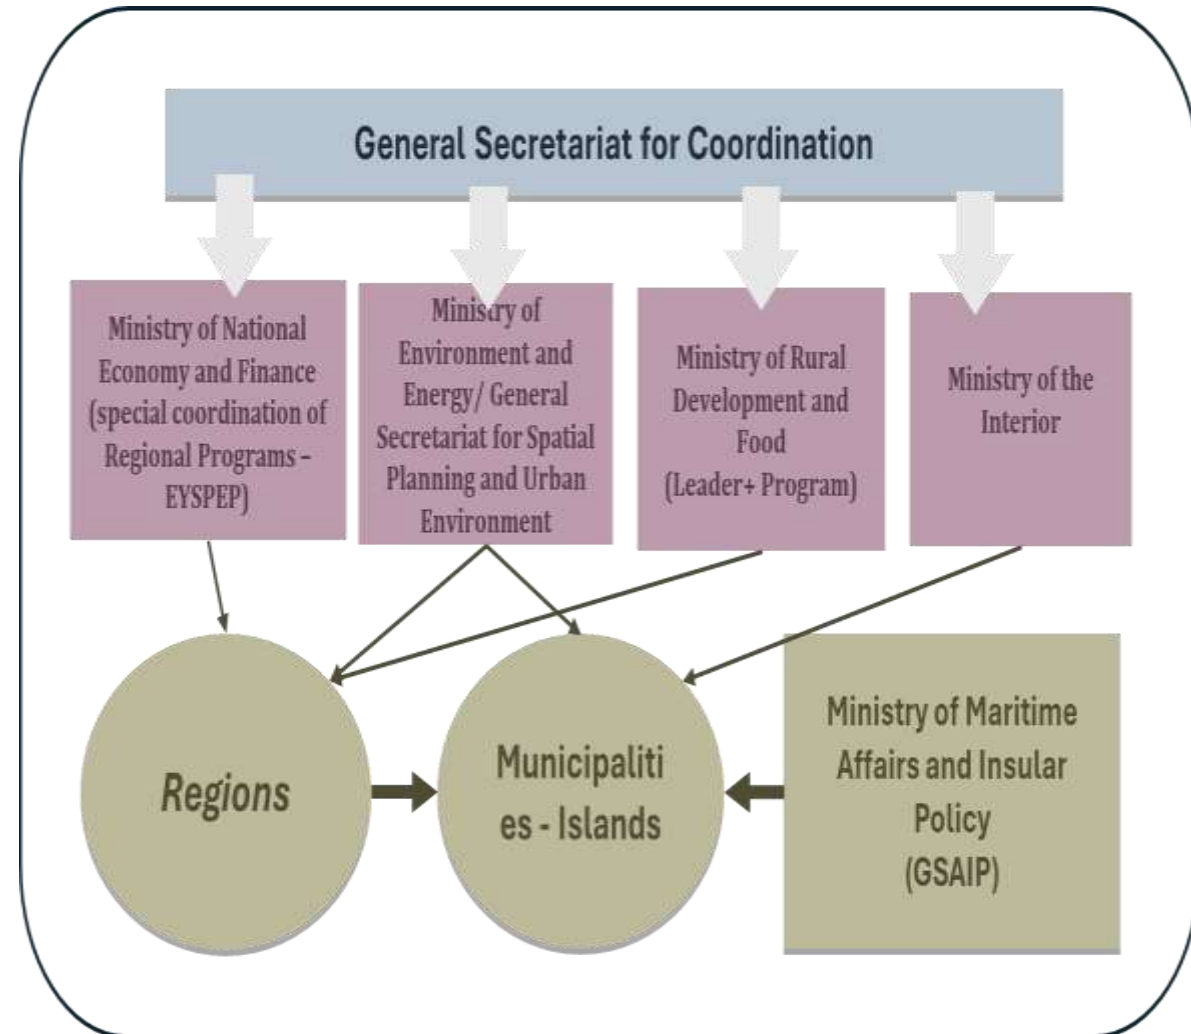 General Secretariat for Coordination
Ministry of National
Economy and Finance
(special coordination of
Regional Programs –
EYSPEP)
Ministry of
Environment and
Energy/ General
Secretariat for Spatial
Planning and Urban
Environment
Ministry of Rural
Development and
Food
(Leader+ Program)
Ministry of the
Interior
Regions
Municipaliti
es - Islands
Ministry of Maritime
Affairs and Insular
Policy
(GSAIP)